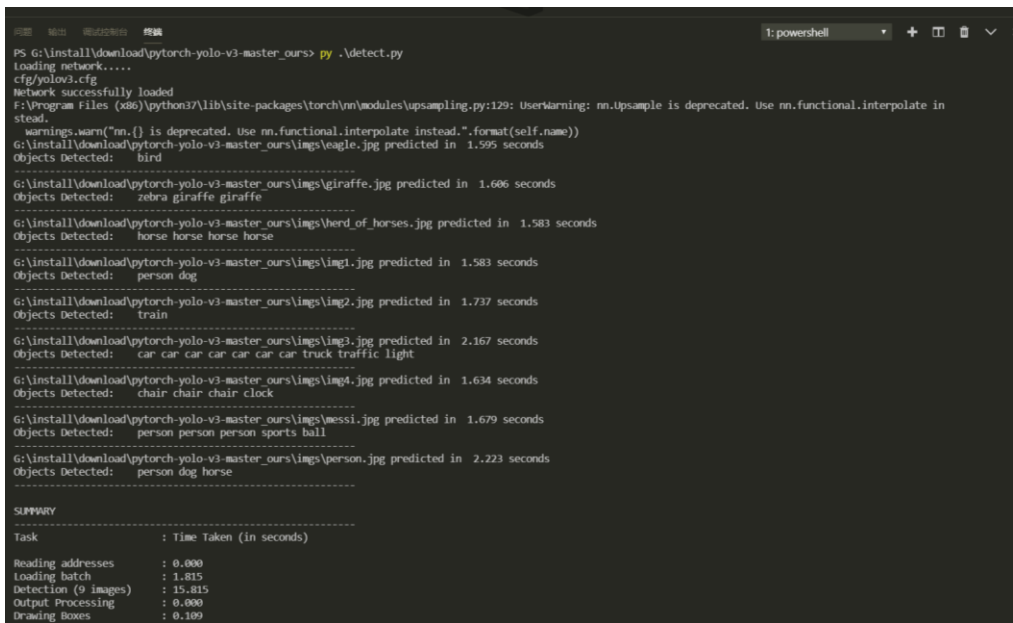 问题 输出 调试控制台 终端 1: powershell
PS G:\install\download\pytorch-yolo-v3-master_ours> py .\detect.py
Loading network.....
cfg/yolov3.cfg
Network successfully loaded
F:\Program Files (x86)\python37\lib\site-packages\torch\nn\modules\upsampling.py:129: UserWarning: nn.Upsample is deprecated. Use nn.functional.interpolate in
stead.
warnings.warn("nn.{} is deprecated. Use nn.functional.interpolate instead.".format(self.name))
G:\install\download\pytorch-yolo-v3-master_ours\imgs\eagle.jpg predicted in 1.595 seconds
Objects Detected: bird
----------------------------------------------------------
G:\install\download\pytorch-yolo-v3-master_ours\imgs\giraffe.jpg predicted in 1.606 seconds
Objects Detected: zebra giraffe giraffe
----------------------------------------------------------
G:\install\download\pytorch-yolo-v3-master_ours\imgs\herd_of_horses.jpg predicted in 1.583 seconds
Objects Detected: horse horse horse horse
----------------------------------------------------------
G:\install\download\pytorch-yolo-v3-master_ours\imgs\img1.jpg predicted in 1.583 seconds
Objects Detected: person dog
----------------------------------------------------------
G:\install\download\pytorch-yolo-v3-master_ours\imgs\img2.jpg predicted in 1.737 seconds
Objects Detected: train
----------------------------------------------------------
G:\install\download\pytorch-yolo-v3-master_ours\imgs\img3.jpg predicted in 2.167 seconds
Objects Detected: car car car car car car car truck traffic light
----------------------------------------------------------
G:\install\download\pytorch-yolo-v3-master_ours\imgs\img4.jpg predicted in 1.634 seconds
Objects Detected: chair chair chair clock
----------------------------------------------------------
G:\install\download\pytorch-yolo-v3-master_ours\imgs\messi.jpg predicted in 1.679 seconds
Objects Detected: person person person sports ball
----------------------------------------------------------
G:\install\download\pytorch-yolo-v3-master_ours\imgs\person.jpg predicted in 2.223 seconds
Objects Detected: person dog horse
----------------------------------------------------------
SUMMARY
----------------------------------------------------------
Task : Time Taken (in seconds)
Reading addresses : 0.000
Loading batch : 1.815
Detection (9 images) : 15.815
Output Processing : 0.000
Drawing Boxes : 0.109